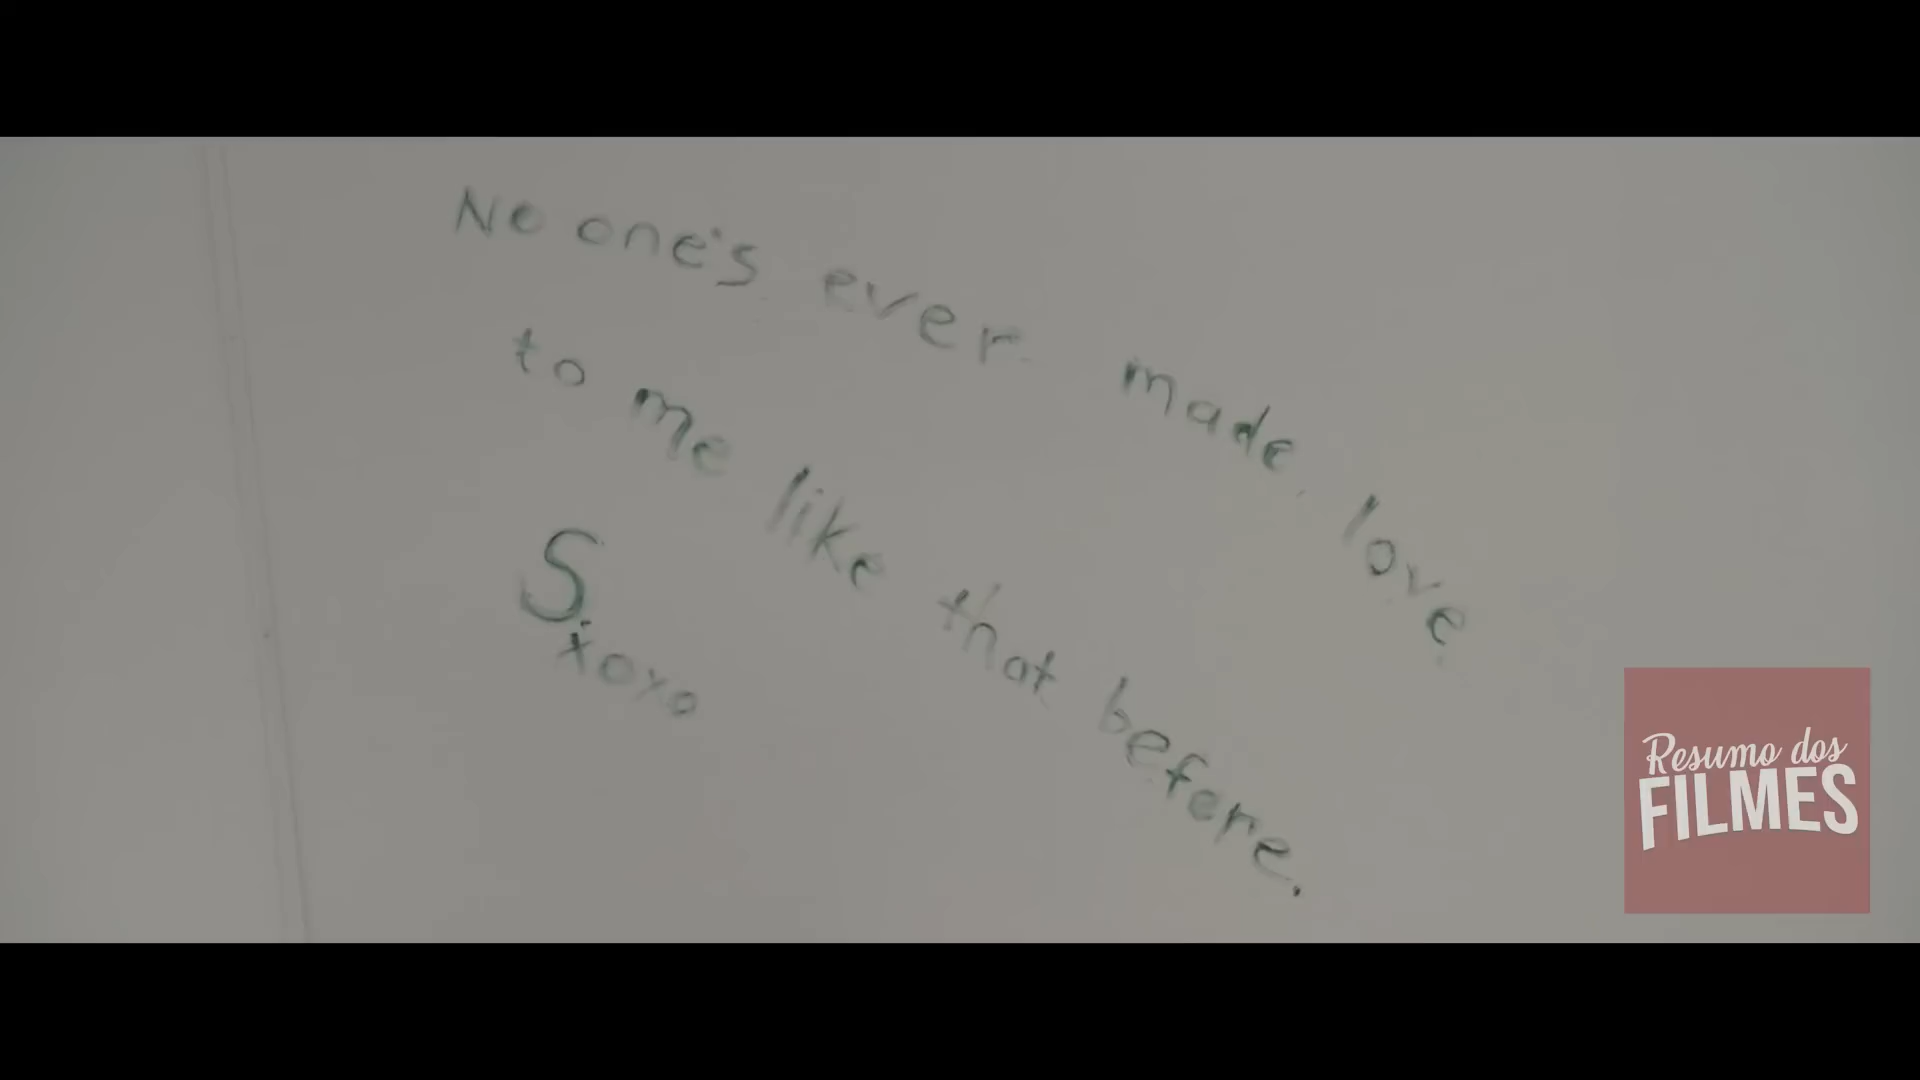 No one's ever made love
to me like that before.
S
xoxo
Resumo dos
FILMES